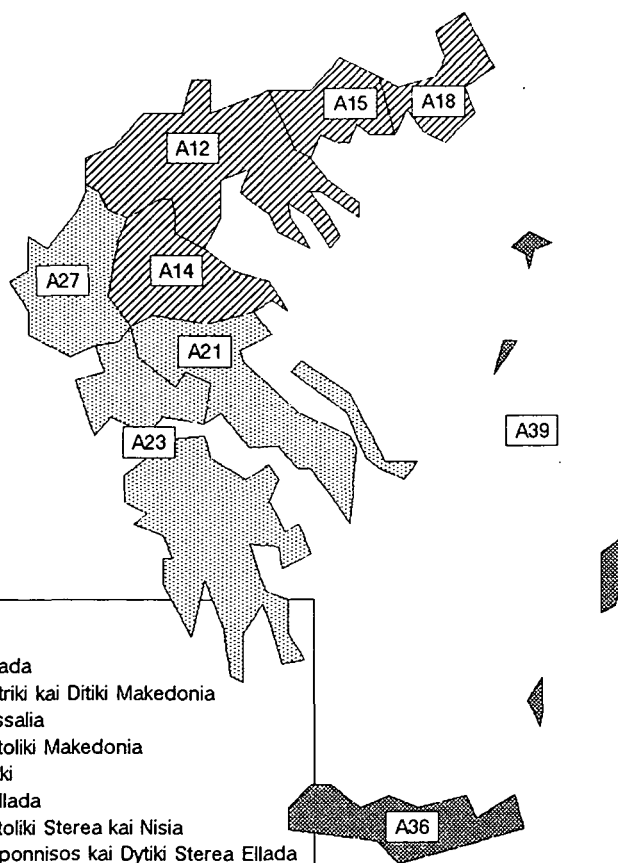 A15
A18
A12
A14
A27
A21
A39
A23
ada
triki kai Ditiki Makedonia
ssalia
toliki Makedonia
ki
llada
toliki Sterea kai Nisia
ponnisos kai Dytiki Sterea Ellada
A36